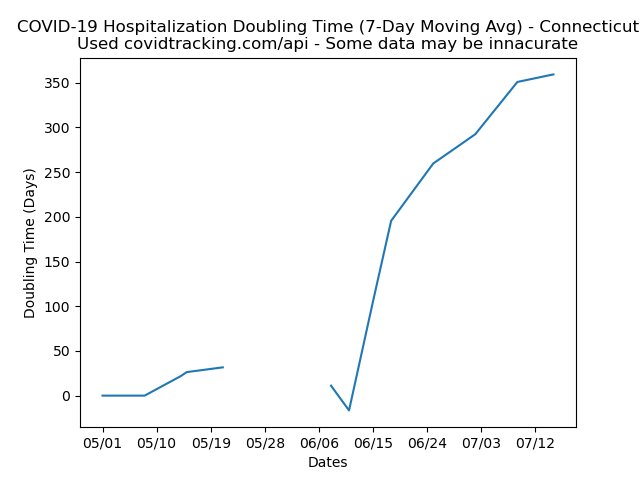 COVID-19 Hospitalization Doubling Time (7-Day Moving Avg) - Connecticut
Used covidtracking.com/api - Some data may be innacurate
350
300
250
200
150
100
50
0
Doubling Time (Days)
05/01 05/10 05/19 05/28 06/06 06/15 06/24 07/03 07/12
Dates